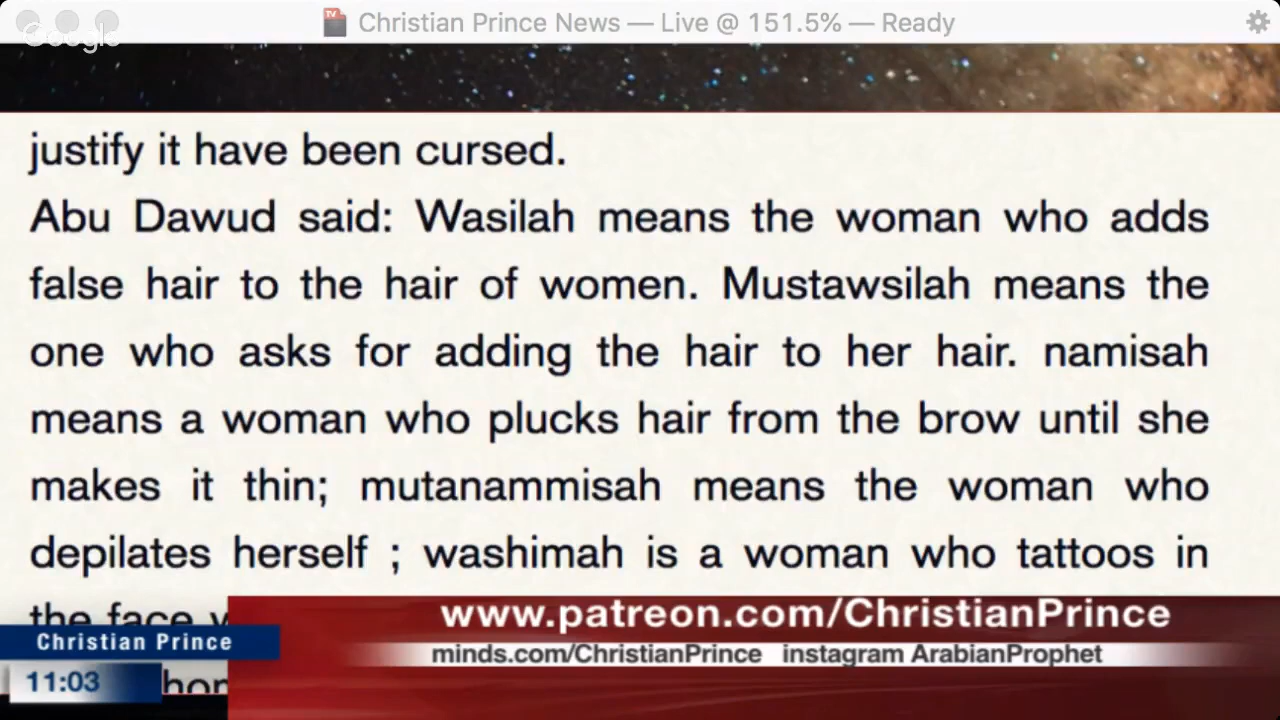 Christian Prince News — Live @ 151.5% — Ready
Google
justify it have been cursed.
Abu Dawud said: Wasilah means the woman who adds
false hair to the hair of women. Mustawsilah means the
one who asks for adding the hair to her hair. namisah
means a woman who plucks hair from the brow until she
makes it thin; mutanammisah means the woman who
depilates herself ; washimah is a woman who tattoos in
the face
www.patreon.com/ChristianPrince
Christian Prince
minds.com/ChristianPrince instagram ArabianProphet
11:03